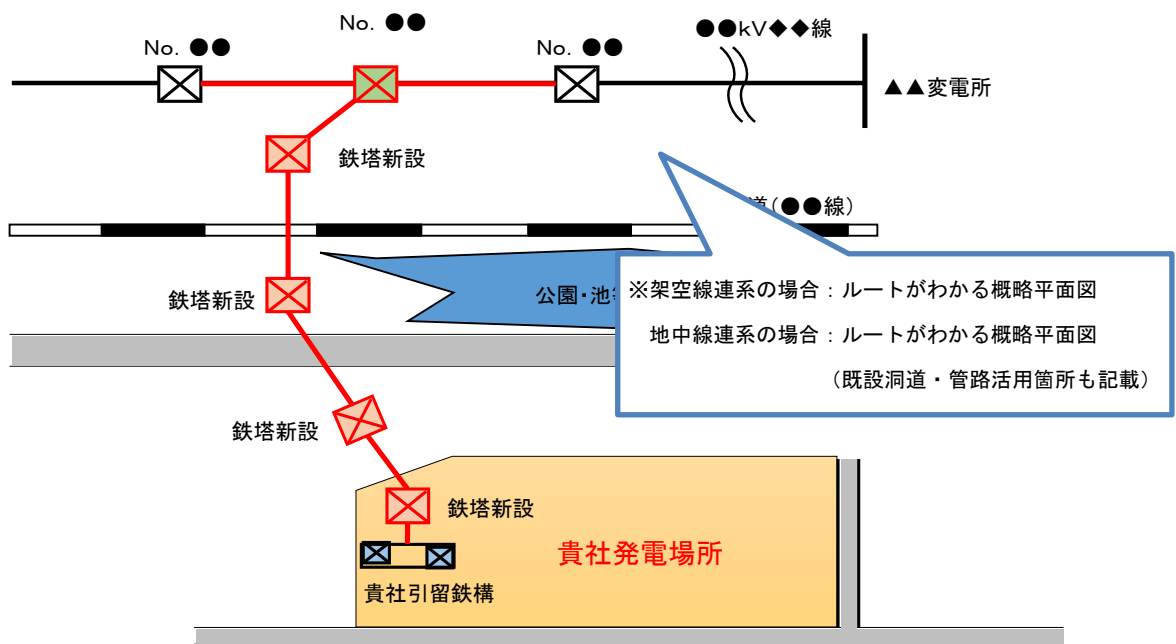 No. ●●
No. ●●
No. ●●
●●kV◆◆線
▲▲変電所
鉄塔新設
(●●線)
鉄塔新設
公園・池
※架空線連系の場合：ルートがわかる概略平面図
地中線連系の場合：ルートがわかる概略平面図
（既設洞道・管路活用箇所も記載）
鉄塔新設
鉄塔新設
貴社発電場所
貴社引留鉄構